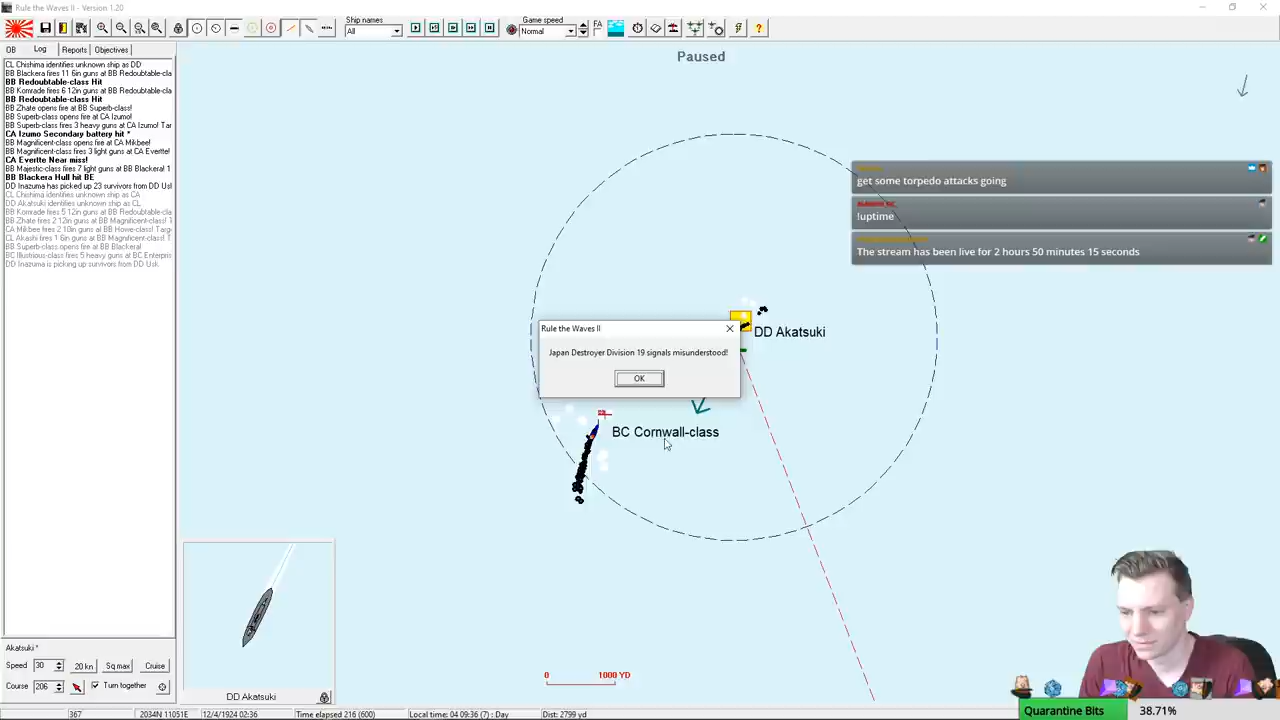 Rule the Waves II - Version 1.20
Ship names
All
Game speed
Normal
FA
OB
Log
Reports
Objectives
Paused
CL Chishima identifies unknown ship as DD
BB Blackera fires 11 6in guns at BB Redoubtable-cla
BB Redoubtable-class Hit
BB Komrade fires 6 12in guns at BB Redoubtable-cla
BB Redoubtable-class Hit
BB Zhate opens fire at BB Superb-class!
BB Superb-class opens fire at CA Izumo!
BB Superb-class fires 3 heavy guns at CA Izumo! Tar
CA Izumo Secondary battery hit *
BB Magnificent-class opens fire at CA Mikbee!
BB Magnificent-class fires 3 light guns at CA Evertte!
CA Evertte Near miss!
BB Majestic-class fires 7 light guns at BB Blackera! 1
BB Blackera Hull hit BE
DD Inazuma has picked up 23 survivors from DD Usl
CL Chishima identifies unknown ship as CA
DD Akatsuki identifies unknown ship as CL
BB Komrade fires 5 12in guns at BB Redoubtable-cla
BB Zhate fires 2 12in guns at BB Magnificent-class! 1
CA Mikbee fires 2 10in guns at BB Howe-class! Targ
CL Akashi fires 1 6in guns at BB Magnificent-class! T
BB Superb-class opens fire at BB Blackera!
BC Illustrious-class fires 5 heavy guns at BC Enterpris
DD Inazuma is picking up survivors from DD Usk.
get some torpedo attacks going
!uptime
The stream has been live for 2 hours 50 minutes 15 seconds
DD Akatsuki
Rule the Waves II
Japan Destroyer Division 19 signals misunderstood!
OK
BC Cornwall-class
Akatsuki *
Speed
30
20 kn
Sq max
Cruise
Course
206
Turn together
DD Akatsuki
0
1000 YD
367
2034N 11051E
12/4/1924 02:36
Time elapsed 216 (600)
Local time: 04:09:36 (7) : Day
Dist: 2799 yd
Quarantine Bits
38.71%